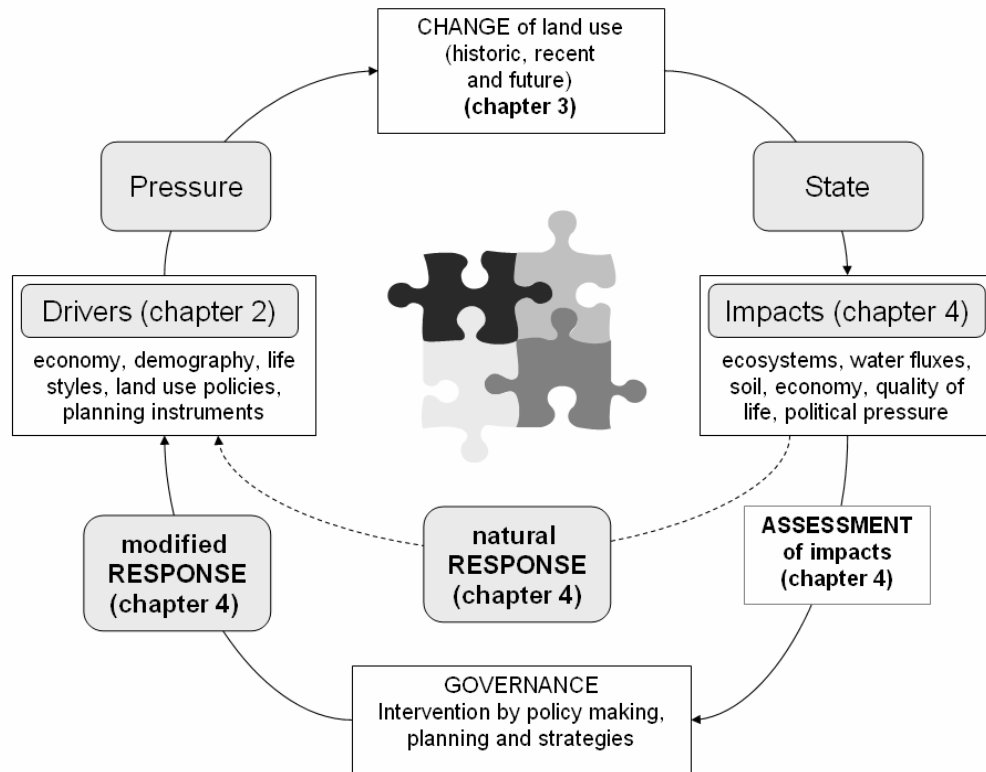 CHANGE of land use
(historic, recent
and future)
(chapter 3)
Pressure
State
Drivers (chapter 2)
economy, demography, life
styles, land use policies,
planning instruments
Impacts (chapter 4)
ecosystems, water fluxes,
soil, economy, quality of
life, political pressure
modified
RESPONSE
(chapter 4)
natural
RESPONSE
(chapter 4)
ASSESSMENT
of impacts
(chapter 4)
GOVERNANCE
Intervention by policy making,
planning and strategies